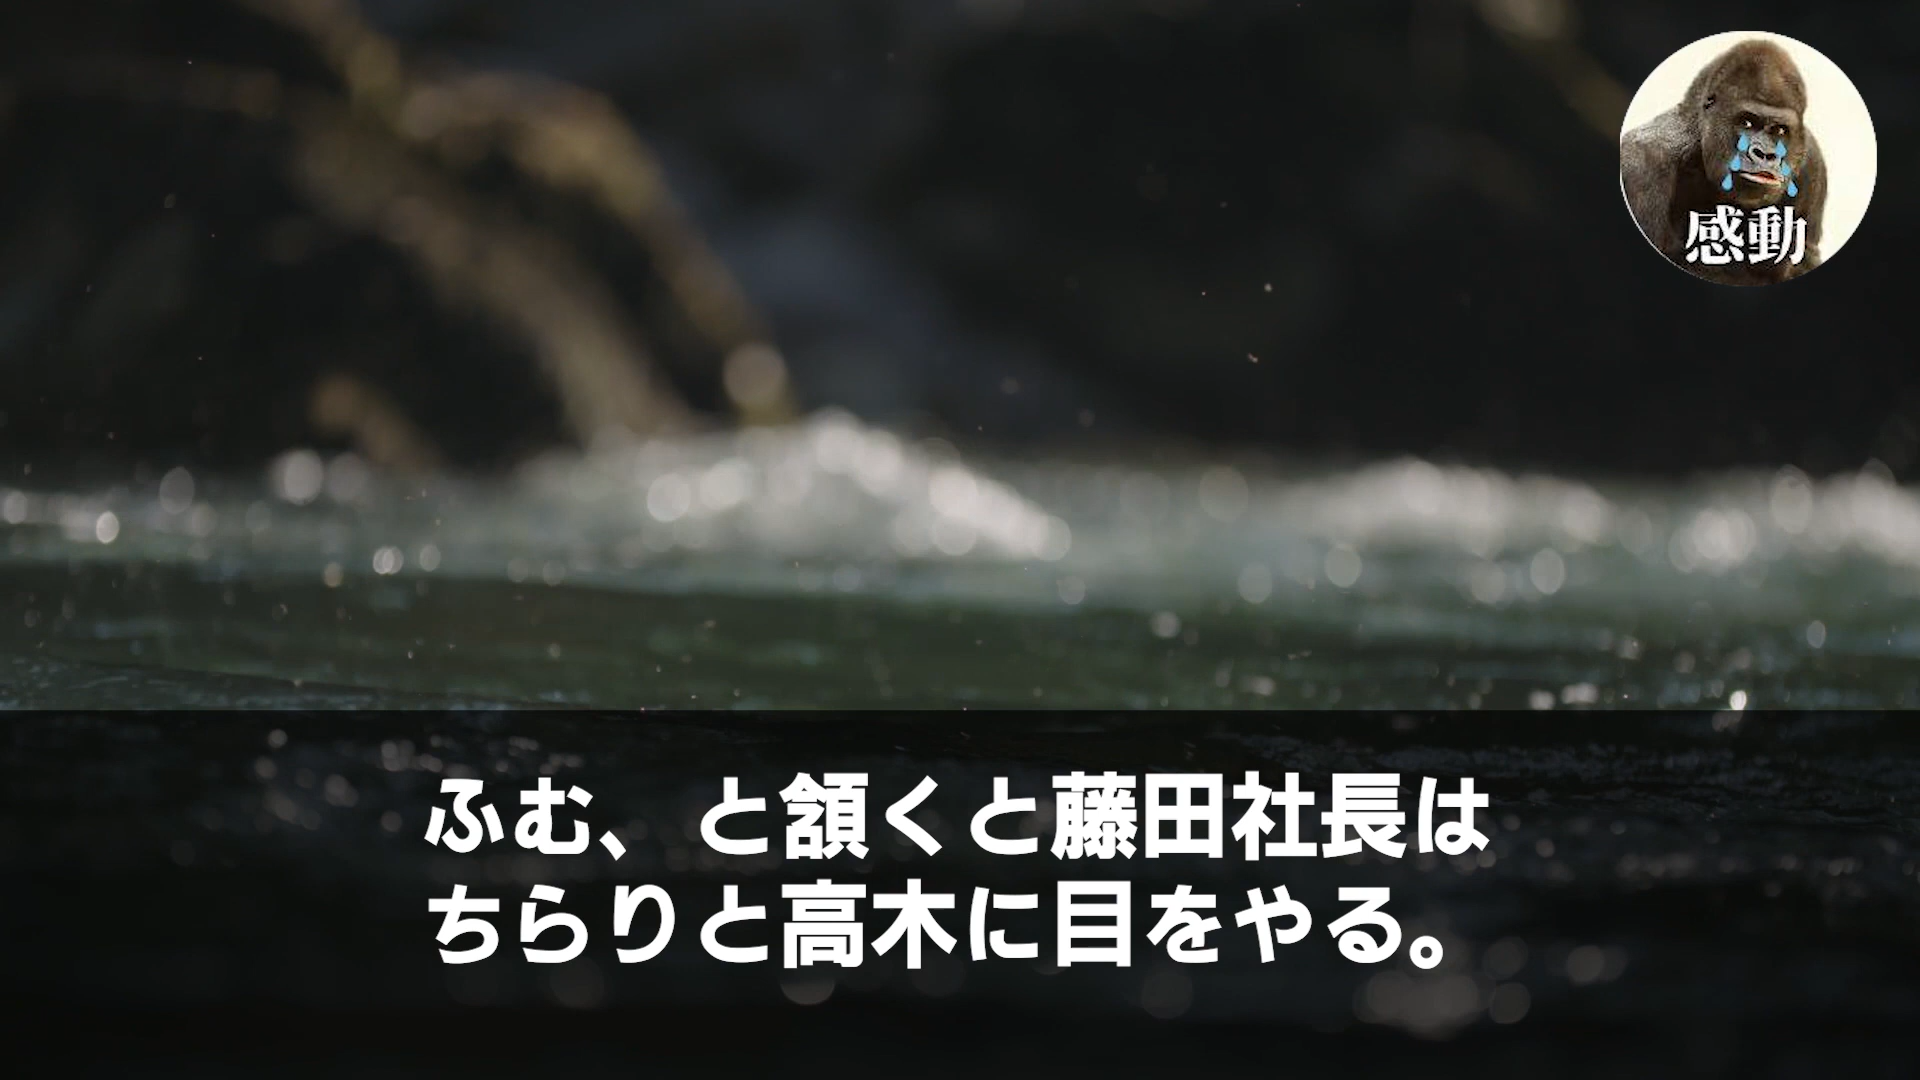 感動
ふむ、と頷くと藤田社長は
ちらりと高木に目をやる。